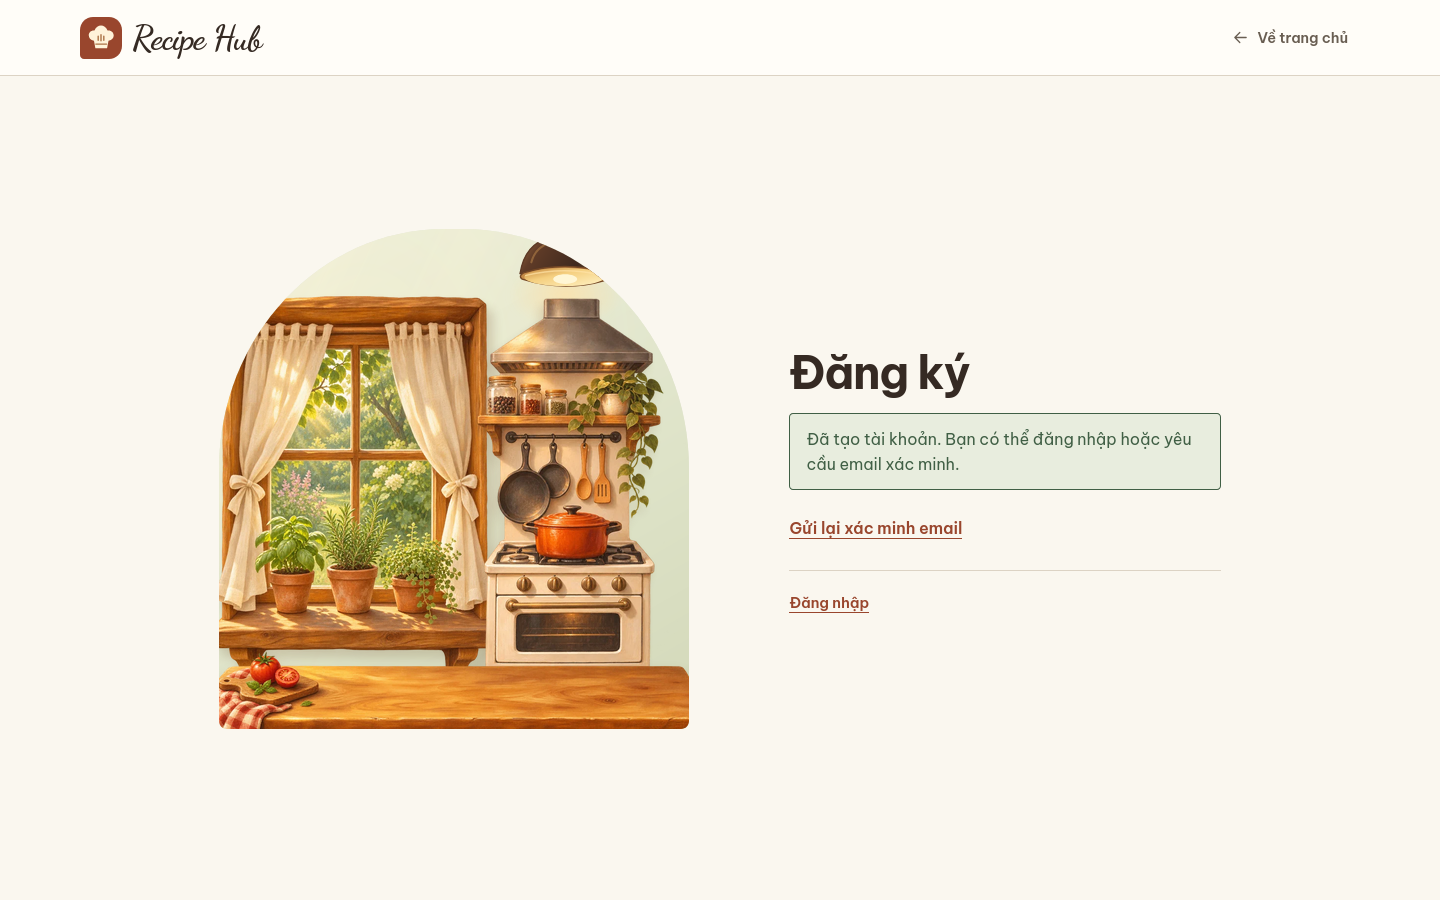 Recipe Hub
Về trang chủ
Đăng ký
Đã tạo tài khoản. Bạn có thể đăng nhập hoặc yêu
cầu email xác minh.
Gửi lại xác minh email
Đăng nhập